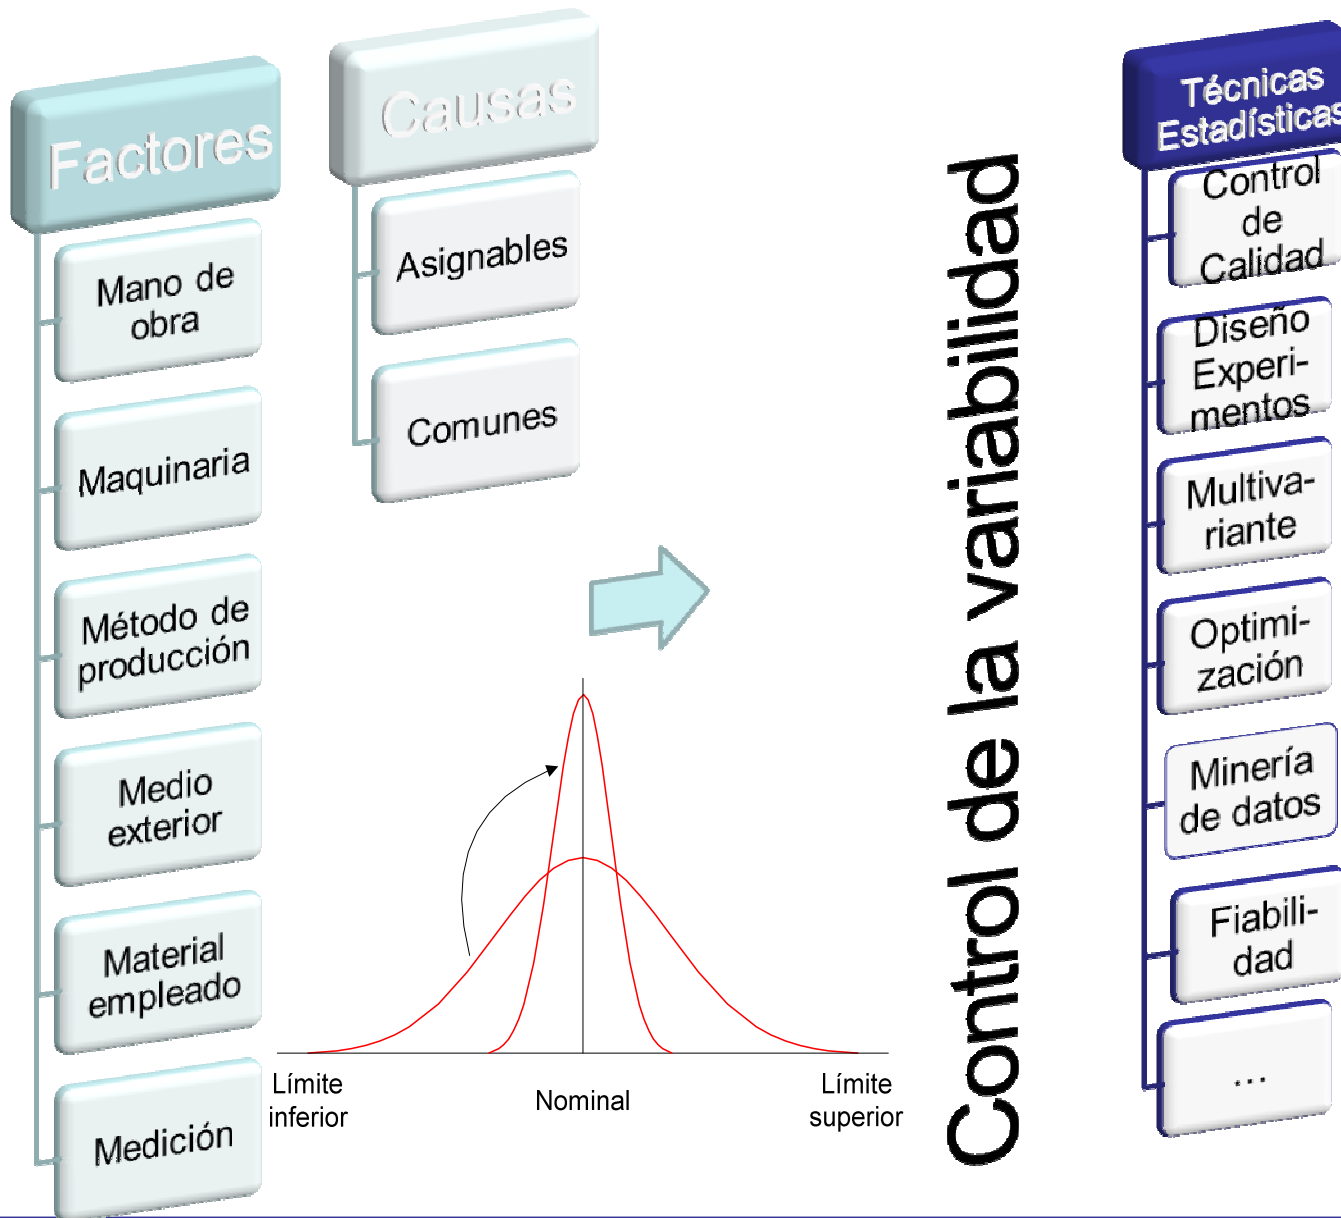 Factores
Mano de
obra
Maquinaria
Método de
producción
Medio
exterior
Material
empleado
Medición
Causas
Asignables
Comunes
Límite
inferior
Nominal
Límite
superior
Control de la variabilidad
Técnicas
Estadísticas
Control
de
Calidad
Diseño
Experi-
mentos
Multiva-
riante
Optimi-
zación
Minería
de datos
Fiabili-
dad
...